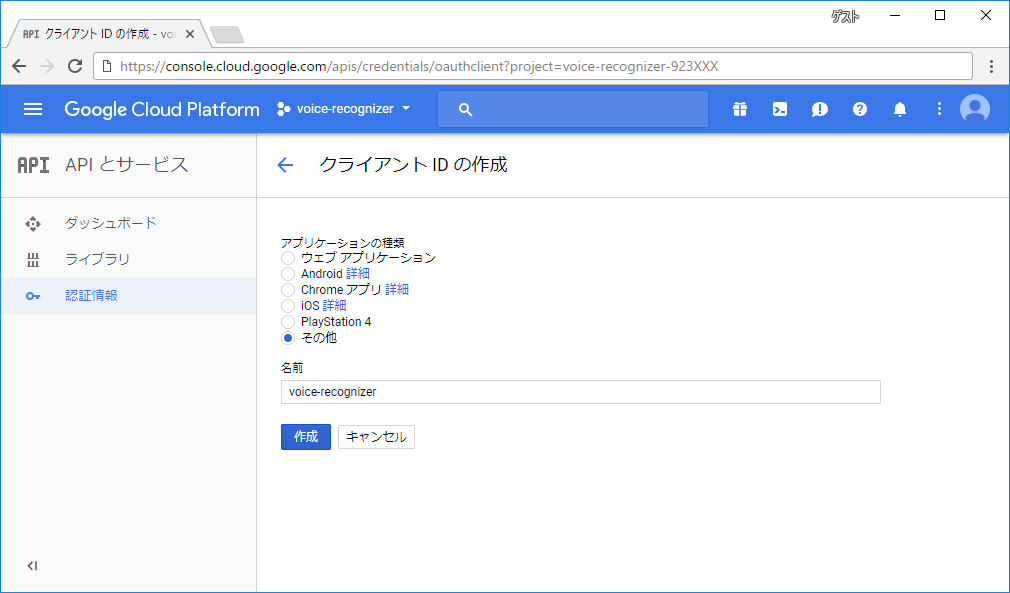 ゲスト
API クライアント ID の作成 - voi
https://console.cloud.google.com/apis/credentials/oauthclient?project=voice-recognizer-923XXX
Google Cloud Platform voice-recognizer
API API とサービス
クライアント ID の作成
ダッシュボード
ライブラリ
認証情報
アプリケーションの種類
ウェブ アプリケーション
Android 詳細
Chrome アプリ 詳細
iOS 詳細
PlayStation 4
その他
名前
voice-recognizer
作成 キャンセル